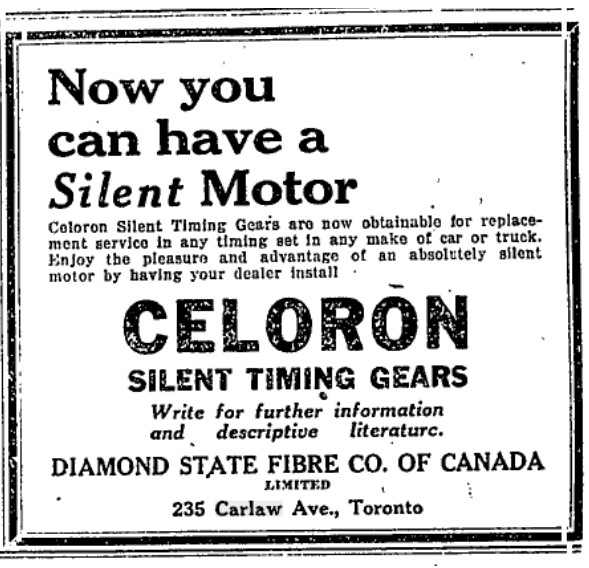 Now you
can have a
Silent Motor
Celoron Silent Timing Gears are now obtainable for replace-
ment service in any timing set in any make of car or truck.
Enjoy the pleasure and advantage of an absolutely silent
motor by having your dealer install
CELORON
SILENT TIMING GEARS
Write for further information
and descriptive literature.
DIAMOND STATE FIBRE CO. OF CANADA
LIMITED
235 Carlaw Ave., Toronto